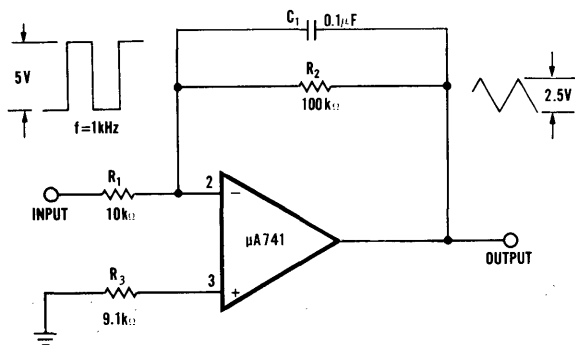 C1 0.1µF
5V
R2
100kΩ
2.5V
f=1kHz
R1
2
−
INPUT
10kΩ
µA741
OUTPUT
R3
3
+
9.1kΩ